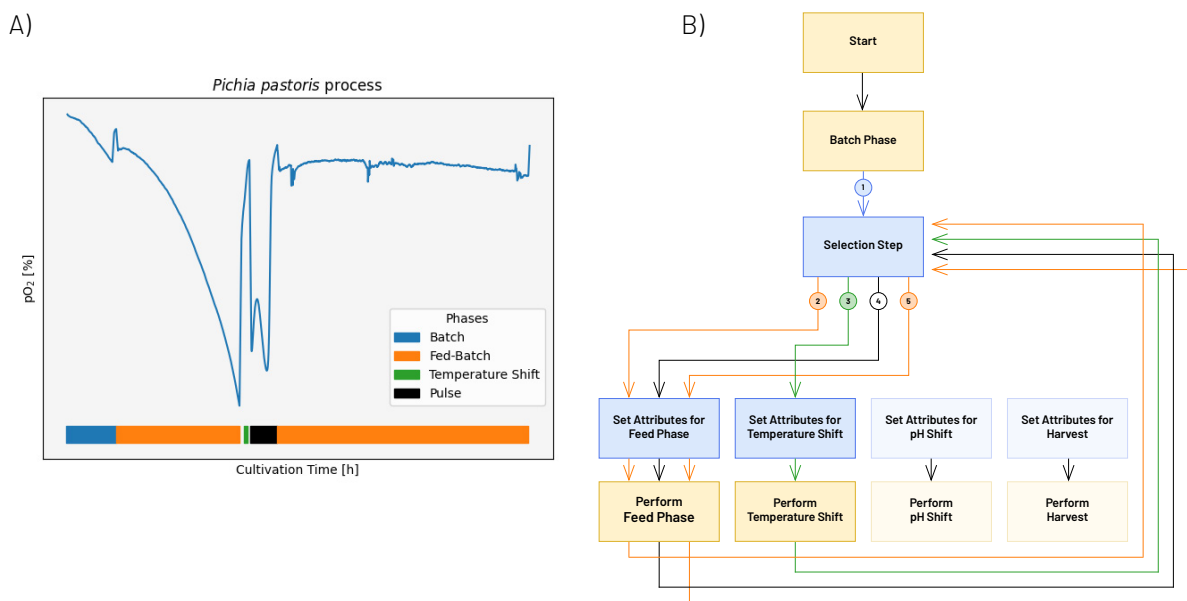 A)
Pichia pastoris process
pO2 [%]
Phases
Batch
Fed-Batch
Temperature Shift
Pulse
Cultivation Time [h]
B)
Start
Batch Phase
1
Selection Step
2
3
4
5
Set Attributes for
Feed Phase
Set Attributes for
Temperature Shift
Set Attributes for
pH Shift
Set Attributes for
Harvest
Perform
Feed Phase
Perform
Temperature Shift
Perform
pH Shift
Perform
Harvest